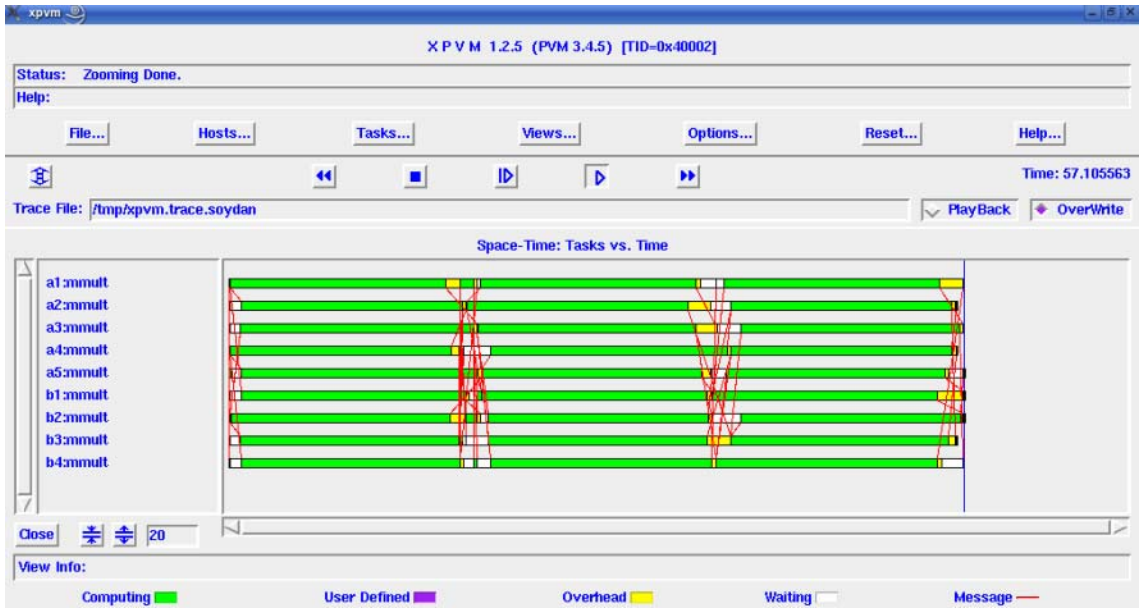 xpvm
X P V M 1.2.5 (PVM 3.4.5) [TID=0x40002]
Status: Zooming Done.
Help:
File... Hosts... Tasks... Views... Options... Reset... Help...
Time: 57.105563
Trace File: /tmp/xpvm.trace.soydan PlayBack OverWrite
Space-Time: Tasks vs. Time
a1:mmult
a2:mmult
a3:mmult
a4:mmult
a5:mmult
b1:mmult
b2:mmult
b3:mmult
b4:mmult
Close 20
View Info:
Computing User Defined Overhead Waiting Message